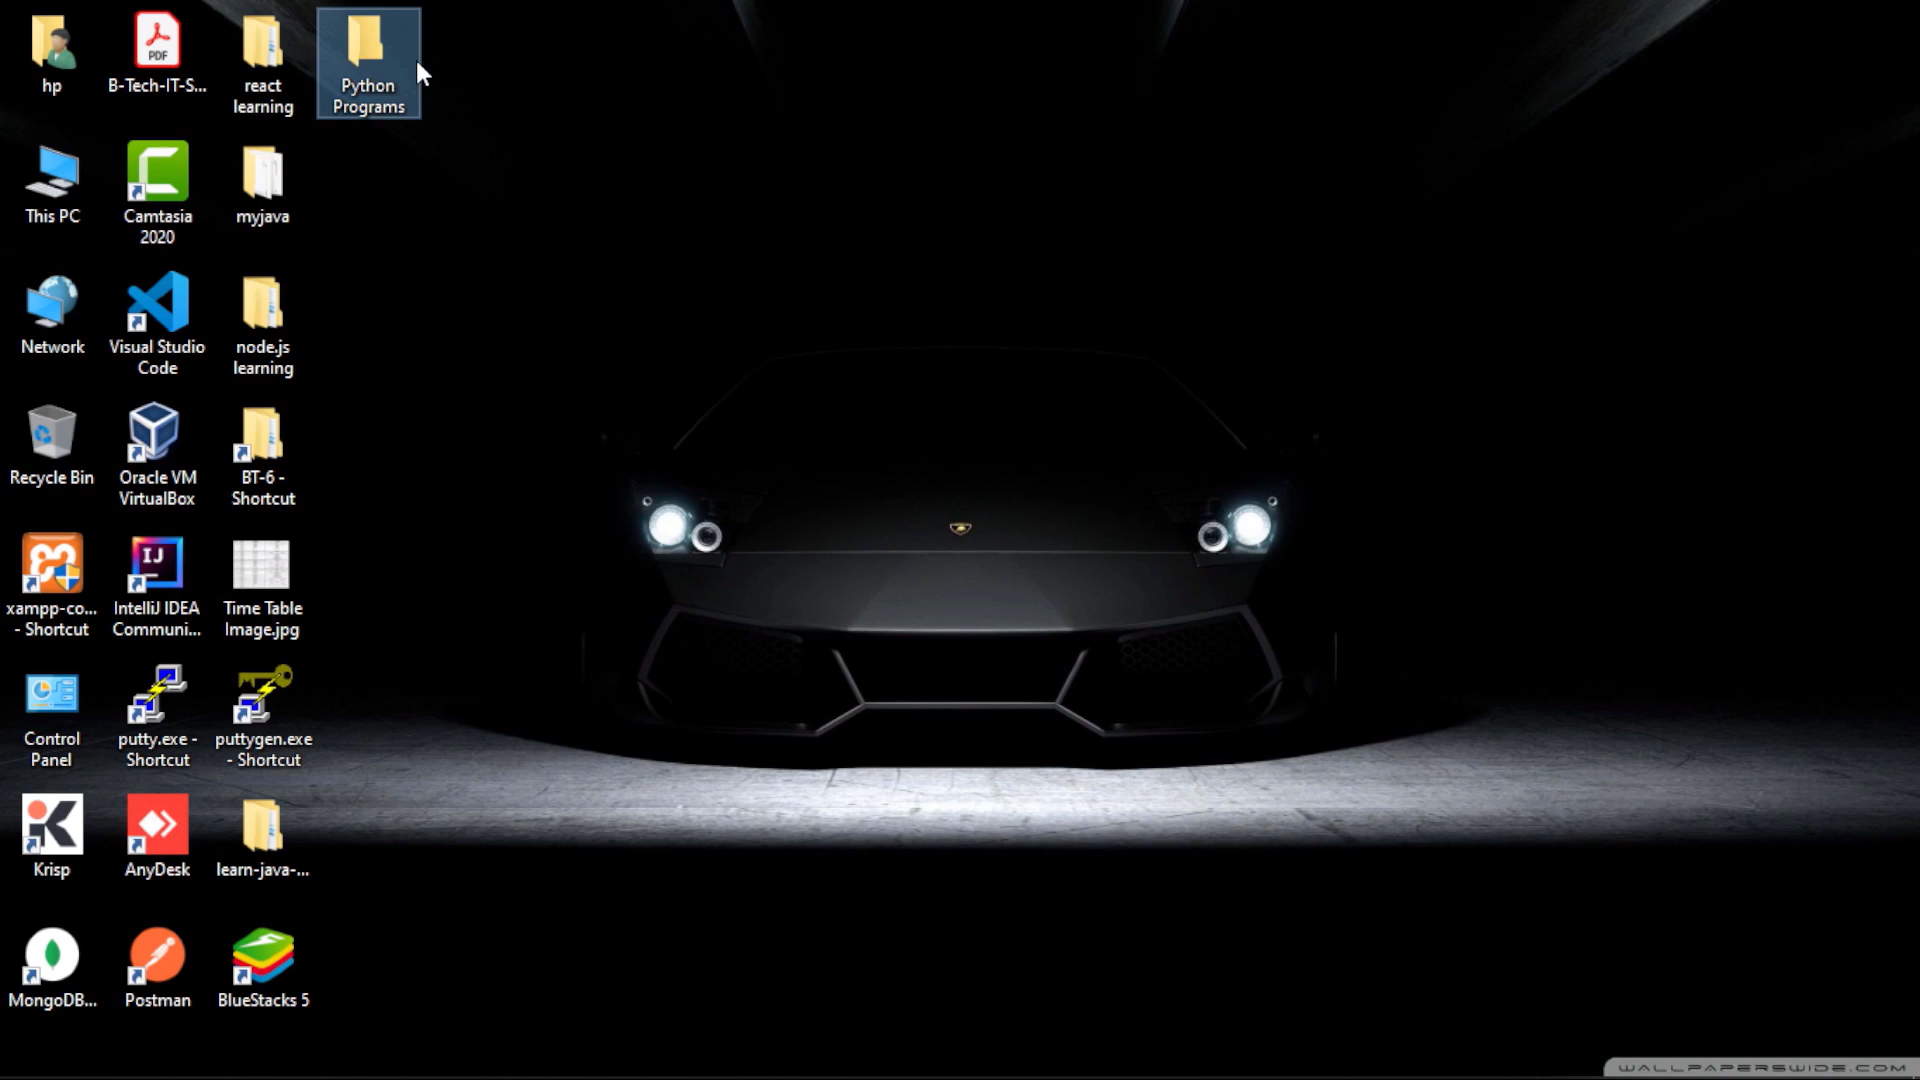 hp
PDF
B-Tech-IT-S...
react
learning
Python
Programs
This PC
Camtasia
2020
myjava
Network
Visual Studio
Code
node.js
learning
Recycle Bin
Oracle VM
VirtualBox
BT-6 -
Shortcut
xampp-co...
- Shortcut
IJ
IntelliJ IDEA
Communi...
Time Table
Image.jpg
Control
Panel
putty.exe -
Shortcut
puttygen.exe
- Shortcut
Krisp
AnyDesk
learn-java-...
MongoDB...
Postman
BlueStacks 5
WALLPAPERSWIDE.COM